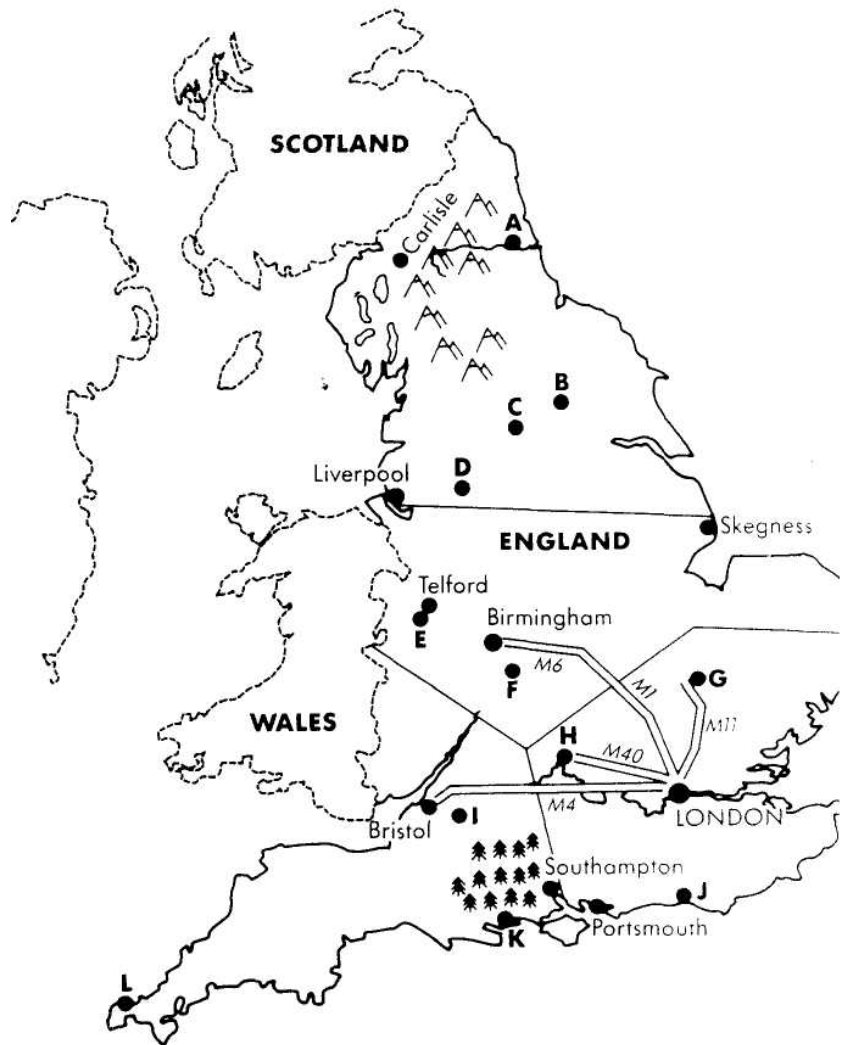 SCOTLAND
Carlisle
A
B
C
D
Liverpool
ENGLAND
Skegness
Telford
E
Birmingham
M6
F
M1
G
M11
WALES
H
M40
M4
LONDON
Bristol
I
Southampton
J
K
Portsmouth
L